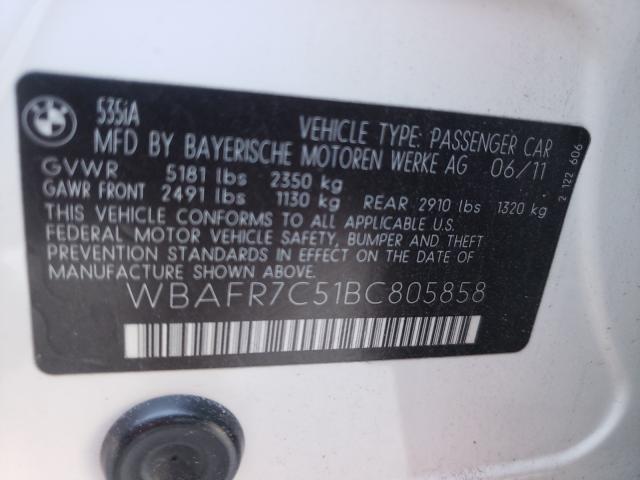 BMW
535iA
VEHICLE TYPE: PASSENGER CAR
MFD BY BAYERISCHE MOTOREN WERKE AG 06/11
GVWR 5181 lbs 2350 kg
GAWR FRONT 2491 lbs 1130 kg REAR 2910 lbs 1320 kg
THIS VEHICLE CONFORMS TO ALL APPLICABLE U.S.
FEDERAL MOTOR VEHICLE SAFETY, BUMPER AND THEFT
PREVENTION STANDARDS IN EFFECT ON THE DATE OF
MANUFACTURE SHOWN ABOVE.
WBAFR7C51BC805858
2 122 606